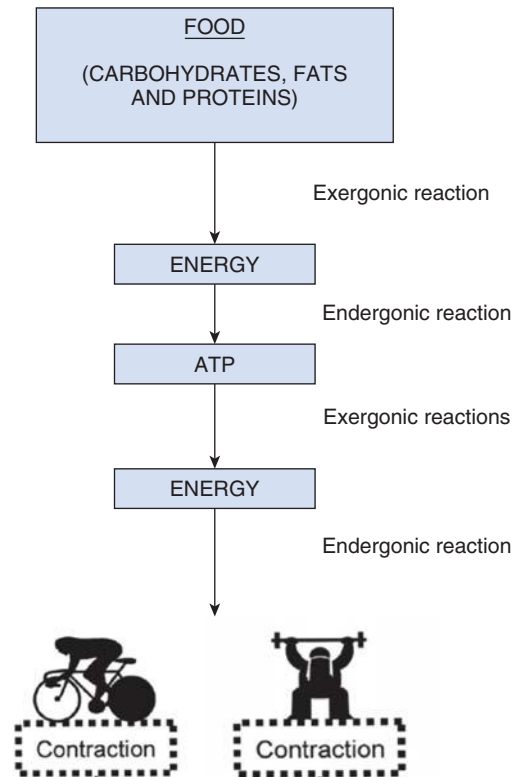 FOOD
(CARBOHYDRATES, FATS
AND PROTEINS)
Exergonic reaction
ENERGY
Endergonic reaction
ATP
Exergonic reactions
ENERGY
Endergonic reaction
Contraction
Contraction